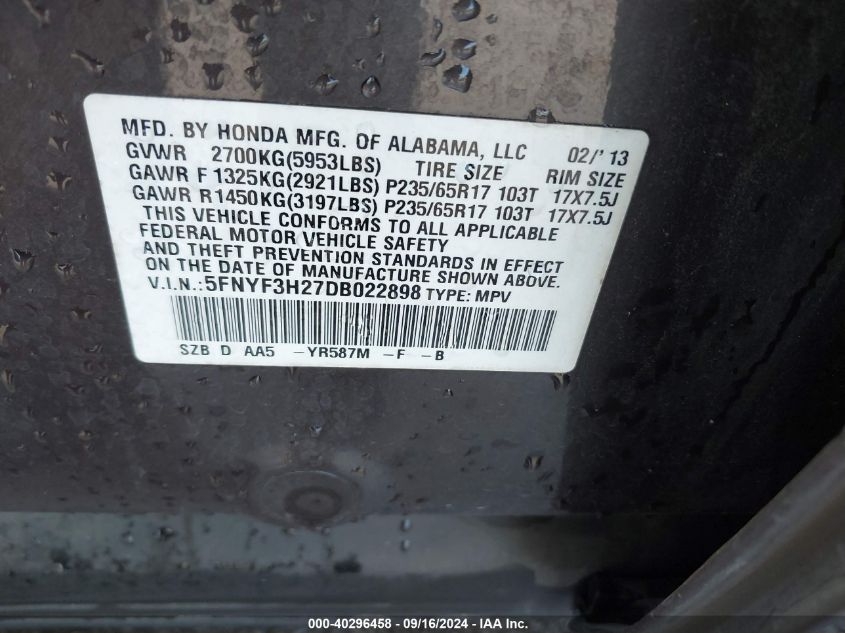 MFD. BY HONDA MFG. OF ALABAMA, LLC 02/'13
GVWR 2700KG(5953LBS) TIRE SIZE RIM SIZE
GAWR F 1325KG(2921LBS) P235/65R17 103T 17X7.5J
GAWR R 1450KG(3197LBS) P235/65R17 103T 17X7.5J
THIS VEHICLE CONFORMS TO ALL APPLICABLE
FEDERAL MOTOR VEHICLE SAFETY
AND THEFT PREVENTION STANDARDS IN EFFECT
ON THE DATE OF MANUFACTURE SHOWN ABOVE.
V.I.N.:5FNYF3H27DB022898 TYPE: MPV
SZB D AA5 -YR587M -F -B
000-40296458 - 09/16/2024 - IAA Inc.